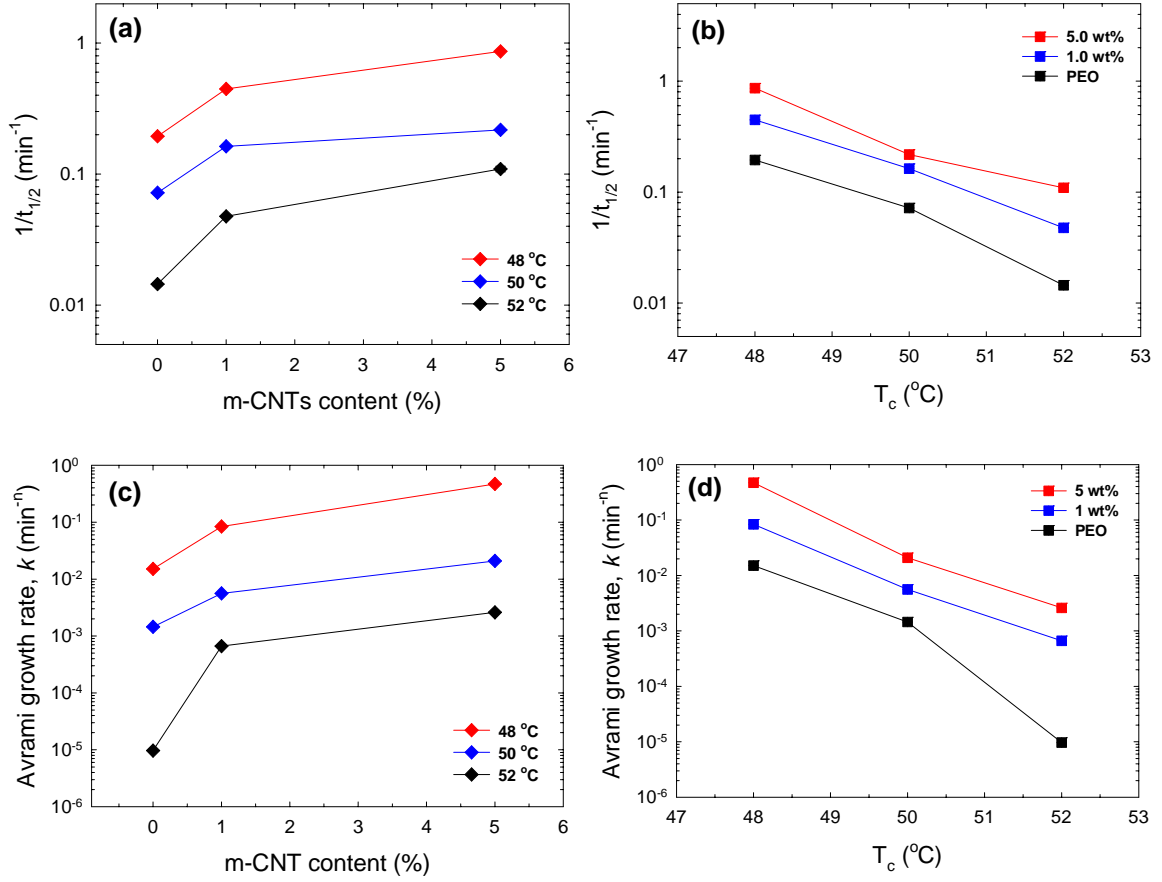 (a)
1
0.1
0.01
1/t1/2 (min-1)
48 oC
50 oC
52 oC
0 1 2 3 4 5 6
m-CNTs content (%)
(b)
5.0 wt%
1.0 wt%
PEO
1
0.1
0.01
1/t1/2 (min-1)
47 48 49 50 51 52 53
Tc (oC)
(c)
100
10-1
10-2
10-3
10-4
10-5
10-6
Avrami growth rate, k (min-n)
48 oC
50 oC
52 oC
0 1 2 3 4 5 6
m-CNT content (%)
(d)
5 wt%
1 wt%
PEO
100
10-1
10-2
10-3
10-4
10-5
10-6
Avrami growth rate, k (min-n)
47 48 49 50 51 52 53
Tc (oC)